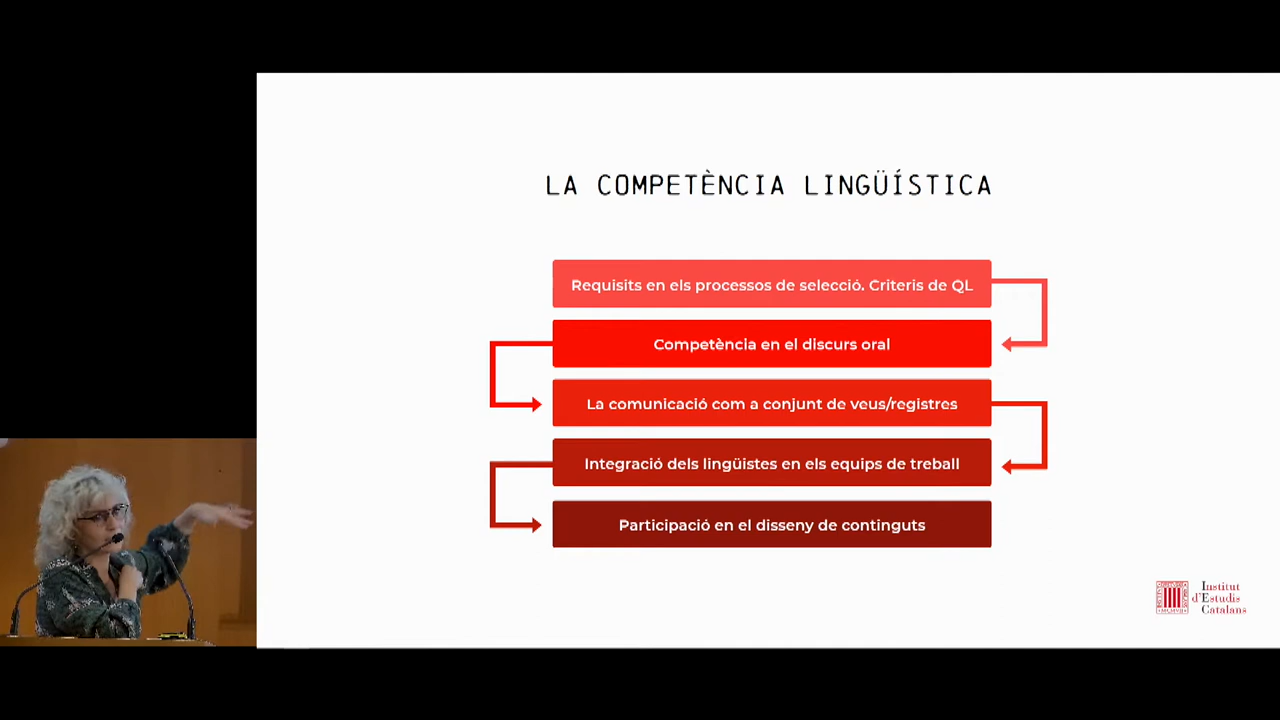 LA COMPETÈNCIA LINGÜÍSTICA
Requisits en els processos de selecció. Criteris de QL
Competència en el discurs oral
La comunicació com a conjunt de veus/registres
Integració dels lingüistes en els equips de treball
Participació en el disseny de continguts
Institut
d'Estudis
Catalans